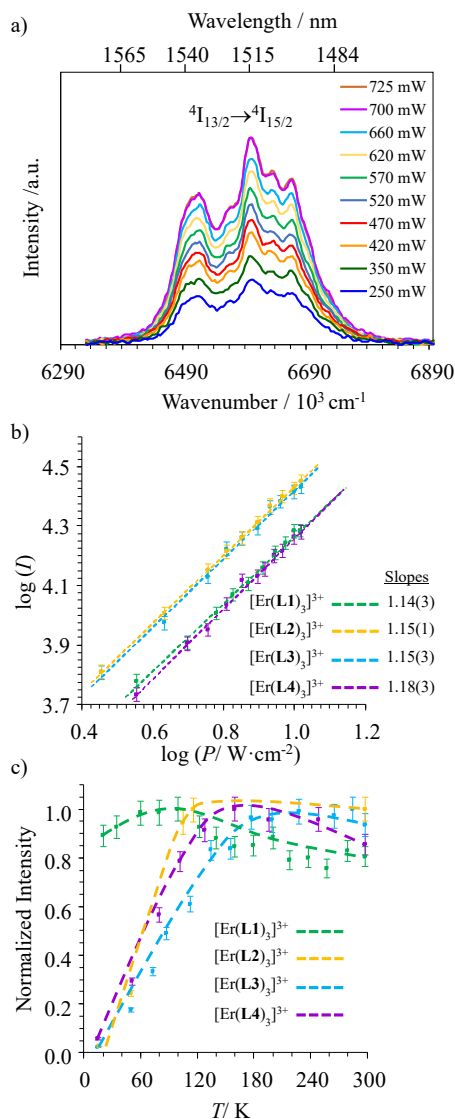 a)
Wavelength / nm
1565 1540 1515 1484
⁴I₁₃/₂→⁴I₁₅/₂
725 mW
700 mW
660 mW
620 mW
570 mW
520 mW
470 mW
420 mW
350 mW
250 mW
Intensity /a.u.
6290 6490 6690 6890
Wavenumber / 10³ cm⁻¹
b)
4.5
4.3
4.1
3.9
3.7
log (I)
Slopes
[Er(L1)₃]³⁺ 1.14(3)
[Er(L2)₃]³⁺ 1.15(1)
[Er(L3)₃]³⁺ 1.15(3)
[Er(L4)₃]³⁺ 1.18(3)
0.4 0.6 0.8 1.0 1.2
log (P/ W·cm⁻²)
c)
1.0
0.8
0.6
0.4
0.2
0.0
Normalized Intensity
[Er(L1)₃]³⁺
[Er(L2)₃]³⁺
[Er(L3)₃]³⁺
[Er(L4)₃]³⁺
0 60 120 180 240 300
T/ K